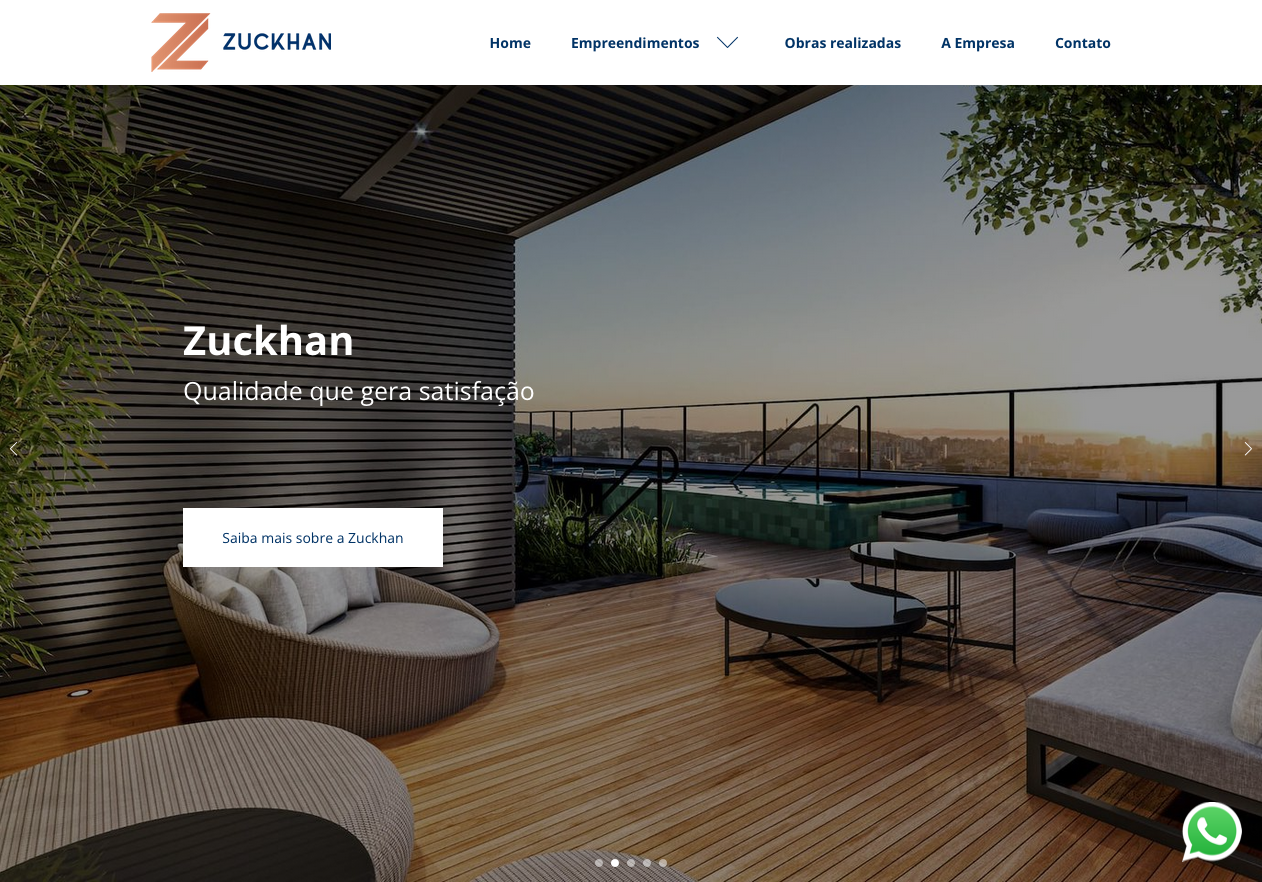 ZUCKHAN
Home
Empreendimentos
Obras realizadas
A Empresa
Contato
Zuckhan
Qualidade que gera satisfação
Saiba mais sobre a Zuckhan